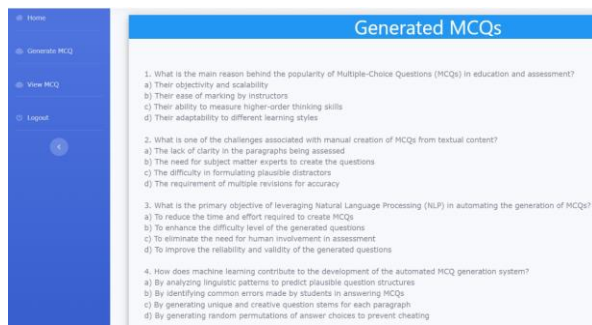 Home
Generate MCQ
View MCQ
Logout
Generated MCQs
1. What is the main reason behind the popularity of Multiple-Choice Questions (MCQs) in education and assessment?
a) Their objectivity and scalability
b) Their ease of marking by instructors
c) Their ability to measure higher-order thinking skills
d) Their adaptability to different learning styles
2. What is one of the challenges associated with manual creation of MCQs from textual content?
a) The lack of clarity in the paragraphs being assessed
b) The need for subject matter experts to create the questions
c) The difficulty in formulating plausible distractors
d) The requirement of multiple revisions for accuracy
3. What is the primary objective of leveraging Natural Language Processing (NLP) in automating the generation of MCQs?
a) To reduce the time and effort required to create MCQs
b) To enhance the difficulty level of the generated questions
c) To eliminate the need for human involvement in assessment
d) To improve the reliability and validity of the generated questions
4. How does machine learning contribute to the development of the automated MCQ generation system?
a) By analyzing linguistic patterns to predict plausible question structures
b) By identifying common errors made by students in answering MCQs
c) By generating unique and creative question stems for each paragraph
d) By generating random permutations of answer choices to prevent cheating